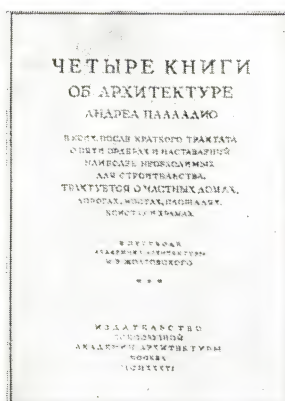 ЧЕТЫРЕ КНИГИ
ОБ АРХИТЕКТУРЕ
АНДРЕА ПАЛЛАДИО
В КОИХ, ПОСЛЕ КРАТКОГО ТРАКТАТА
О ПЯТИ ОРДЕРАХ И НАСТАВЛЕНИЙ
НАИБОЛЕЕ НЕОБХОДИМЫХ
ДЛЯ СТРОИТЕЛЬСТВА,
ТРАКТУЕТСЯ О ЧАСТНЫХ ДОМАХ,
ДОРОГАХ, МОСТАХ, ПЛОЩАДЯХ,
КСИСТАХ И ХРАМАХ
В ПЕРЕВОДЕ
АКАДЕМИКА АРХИТЕКТУРЫ
И. В. ЖОЛТОВСКОГО
ИЗДАТЕЛЬСТВО
ВСЕСОЮЗНОЙ
АКАДЕМИИ АРХИТЕКТУРЫ
МОСКВА